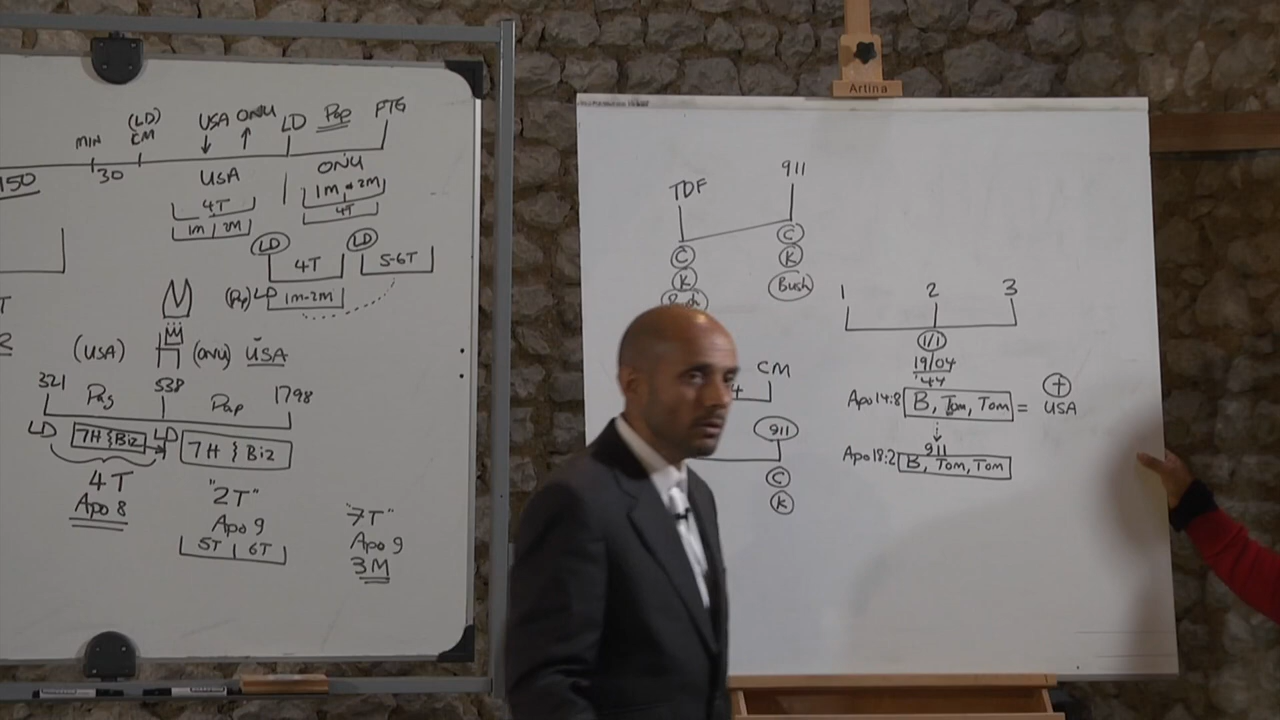 MIN (LD) USA ONU LD Pap FTG
CM
150 30 USA ONU
4T 1M 2M
1M 2M 4T
LD LD
4T 5-6T
(Pp) LD 1M-2M
(USA) (ONU) USA
321 538 1798
Pag Pap
LD 7H } Biz LD 7H } Biz
4T "2T"
Apo 8 Apo 9
5T 6T
"7T"
Apo 9
3M
T
2
Artina
911
TDF
C C
K K
Bush
CM
911
C
K
1 2 3
1/1
19/04
44
Apo 14:8 B, Tom, Tom = +
USA
911
Apo 18:2 B, Tom, Tom